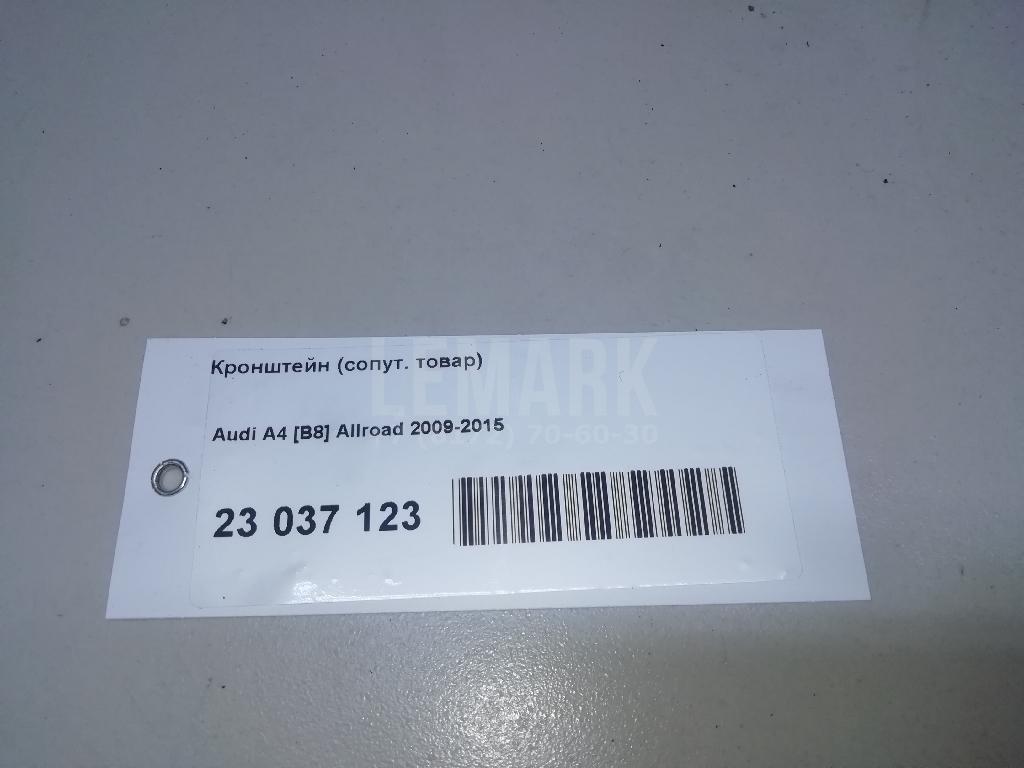 Кронштейн (сопут. товар)
LEMARK
70-60-30
Audi A4 [B8] Allroad 2009-2015
23 037 123